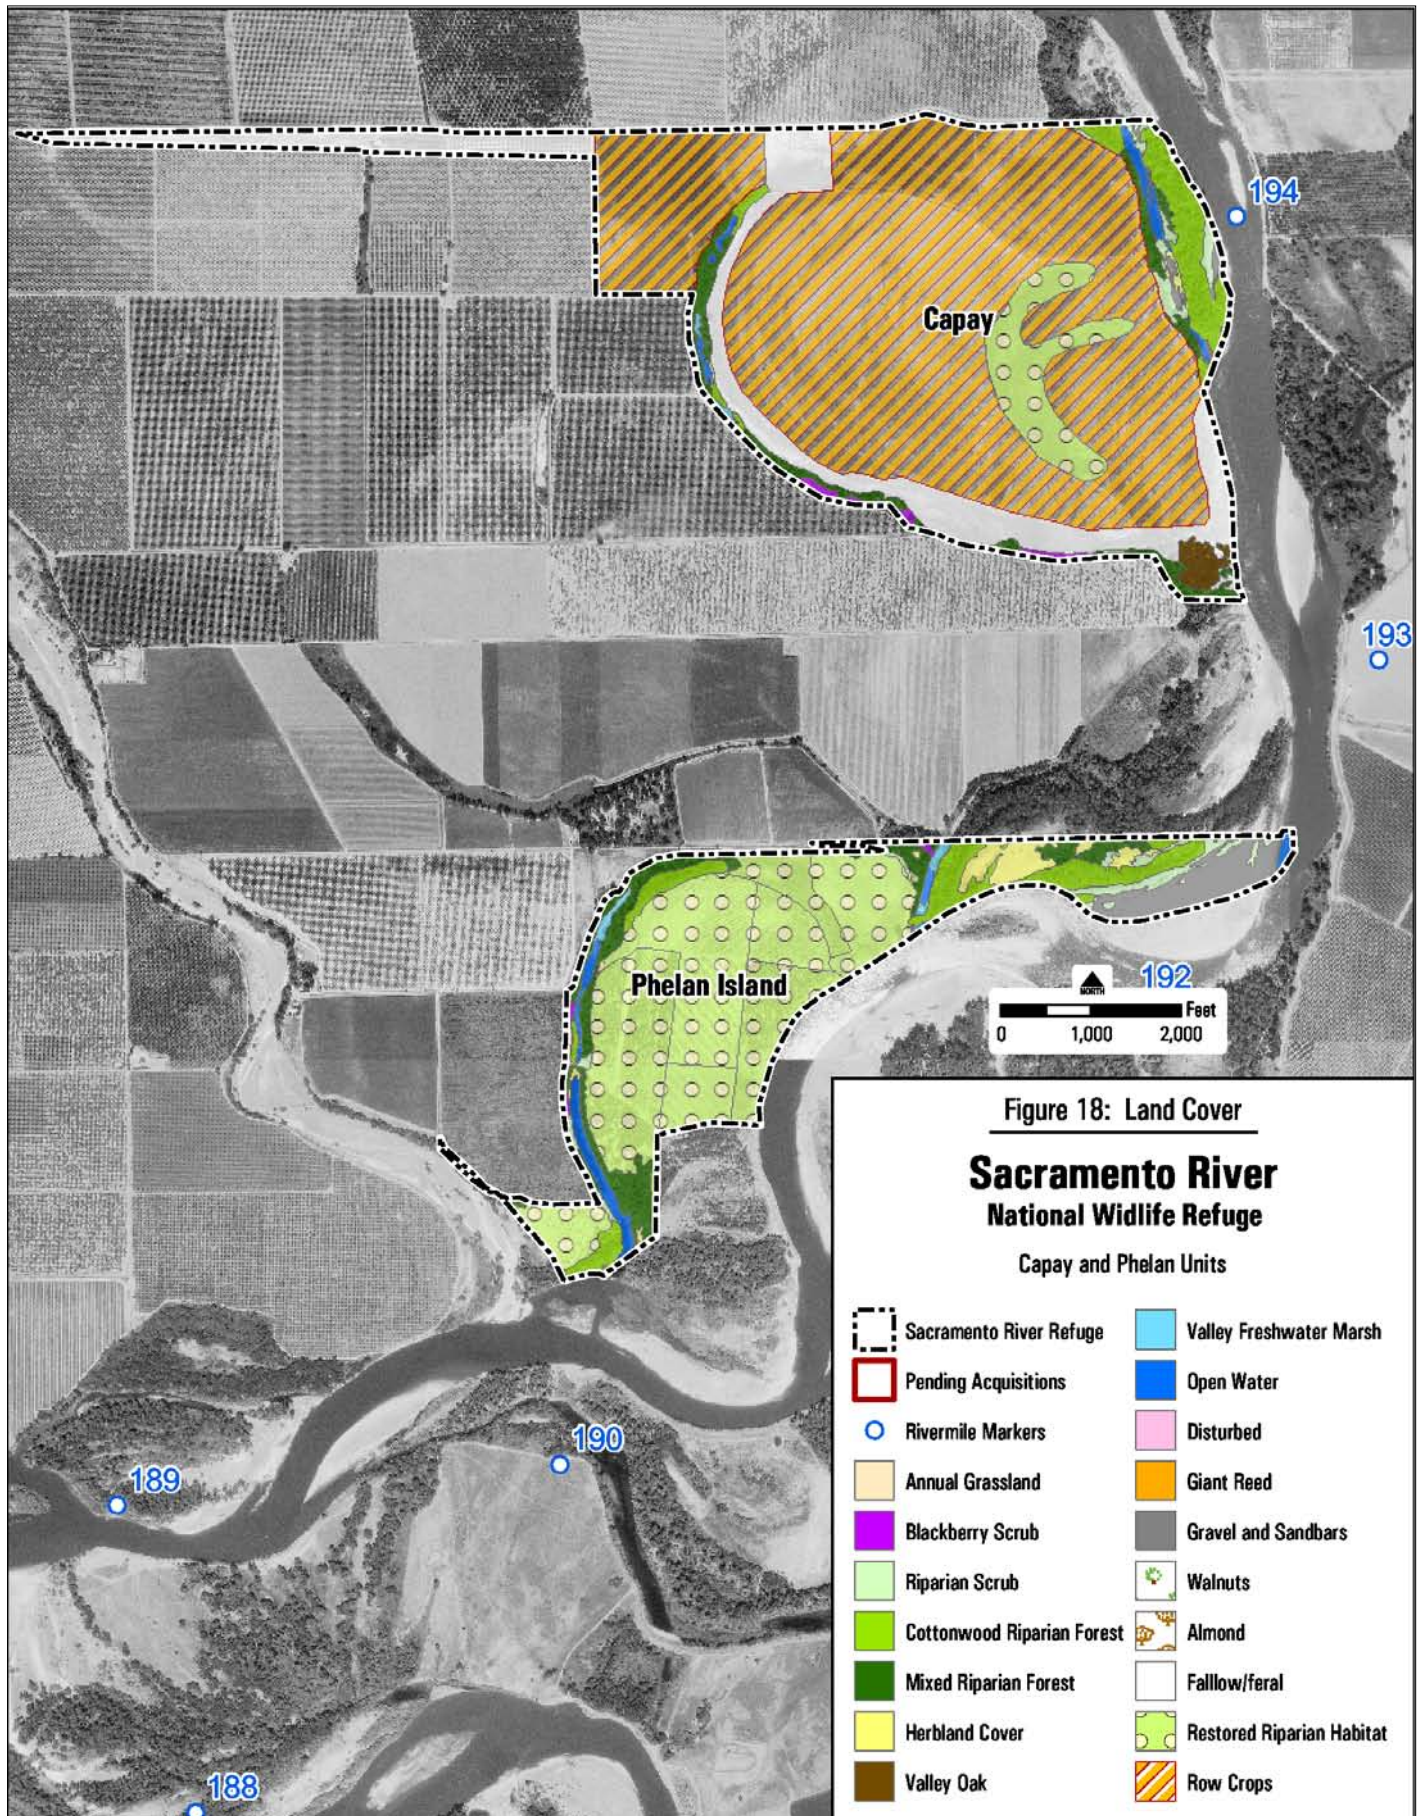 194
Capay
193
Phelan Island
192
NORTH
Feet
0 1,000 2,000
Figure 18: Land Cover
Sacramento River
National Widlife Refuge
Capay and Phelan Units
Sacramento River Refuge
Pending Acquisitions
Rivermile Markers
Annual Grassland
Blackberry Scrub
Riparian Scrub
Cottonwood Riparian Forest
Mixed Riparian Forest
Herbland Cover
Valley Oak
Valley Freshwater Marsh
Open Water
Disturbed
Giant Reed
Gravel and Sandbars
Walnuts
Almond
Falllow/feral
Restored Riparian Habitat
Row Crops
190
189
188